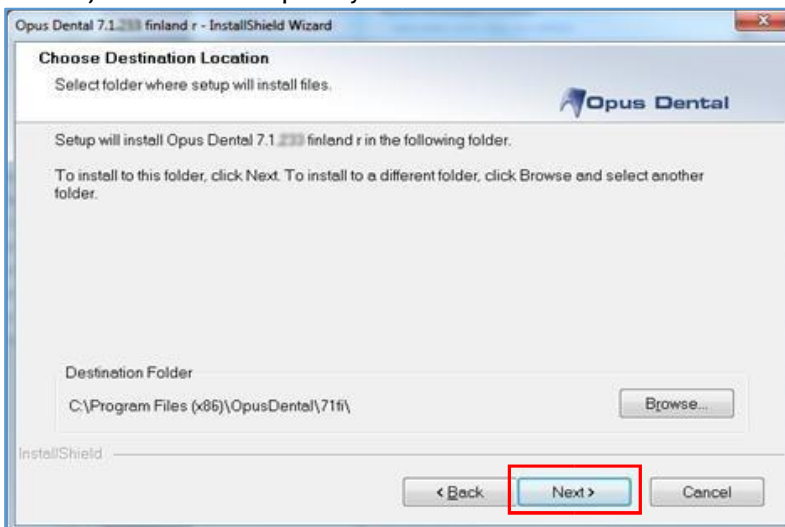 Opus Dental 7.1 finland r - InstallShield Wizard
Choose Destination Location
Select folder where setup will install files.
Opus Dental
Setup will install Opus Dental 7.1 finland r in the following folder.
To install to this folder, click Next. To install to a different folder, click Browse and select another
folder.
Destination Folder
C:\Program Files (x86)\OpusDental\71fi\
Browse...
InstallShield
< Back Next > Cancel